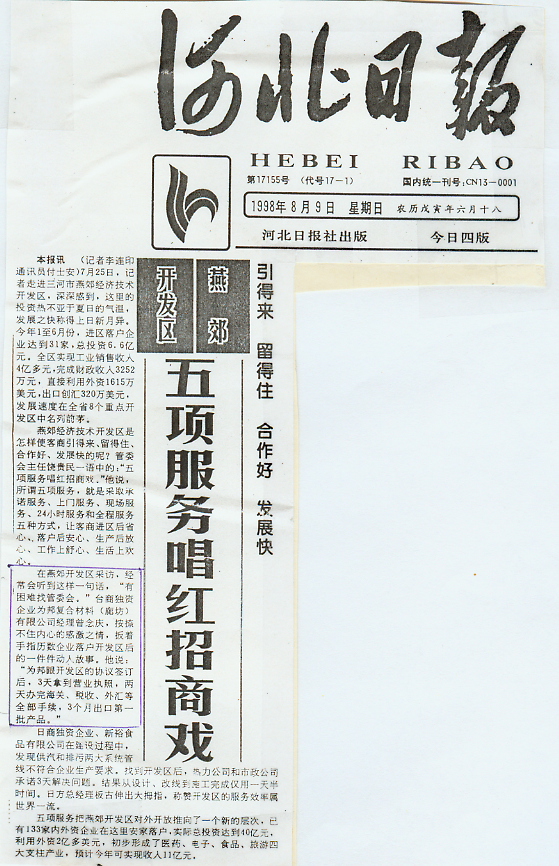 河北日报
HEBEI RIBAO
第17155号 (代号17-1) 国内统一刊号:CN13-0001
1998年8月9日 星期日 农历戊寅年六月十八
河北日报社出版 今日四版
引得来 留得住 合作好 发展快
燕郊
开发区
五项服务唱红招商戏
本报讯 (记者李连印
通讯员付士安)7月25日,记
者走进三河市燕郊经济技术
开发区,深深感到,这里的
投资热不亚于夏日的气温,
发展之快称得上日新月异。
今年1至6月份,进区落户企
业达到31家,总投资6.6亿
元。全区实现工业销售收入
4亿多元,完成财政收入3252
万元,直接利用外资1615万
美元,出口创汇320万美元,
发展速度在全省8个重点开
发区中名列前茅。
燕郊经济技术开发区是
怎样使客商引得来、留得住、
合作好、发展快的呢?管委
会主任饶贵民一语中的:“五
项服务唱红招商戏。”他说,
所谓五项服务,就是采取承
诺服务、上门服务、现场服
务、24小时服务和全程服务
五种方式,让客商进区后省
心、落户后安心、生产后放
心、工作上舒心、生活上欢
心。
在燕郊开发区采访,经
常会听到这样一句话,“有
困难找管委会。”台商独资
企业为邦复合材料(廊坊)
有限公司经理曾念庆,按捺
不住内心的感激之情,扳着
手指历数企业落户开发区后
的一件件动人故事。他说:
“为邦跟开发区的协议签订
后,3天拿到营业执照,两
天办完海关、税收、外汇等
全部手续,3个月出口第一
批产品。”
日商独资企业、新裕食
品有限公司在建设过程中,
发现供汽和排污两大系统管
线不符合企业生产要求。找到开发区后,热力公司和市政公司
承诺3天解决问题。结果从设计、改线到施工完成仅用一天半
时间。日方总经理板古伸出大拇指,称赞开发区的服务效率属
世界一流。
五项服务把燕郊开发区对外开放推向了一个新的层次,已
有133家内外资企业在这里安家落户,实际总投资达到40亿元,
利用外资2亿多美元,初步形成了医药、电子、食品、旅游四
大支柱产业,预计今年可实现收入11亿元。